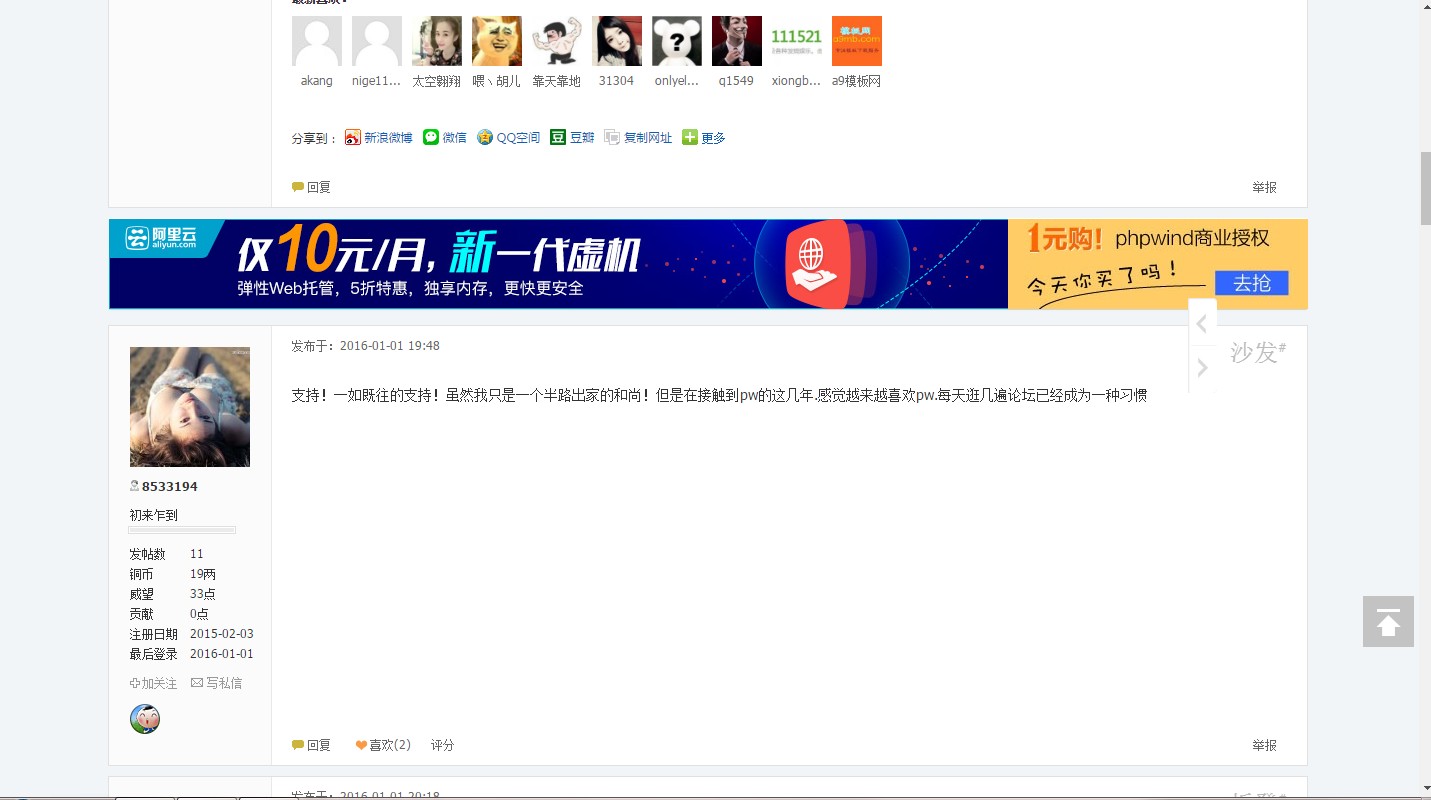 最新喜欢：
akang nige11... 太空翱翔 喂丶胡儿 靠天靠地 31304 onlyel... q1549 xiongb... a9模板网
111521
模板网
a9mb.com
分享到： 新浪微博 微信 QQ空间 豆瓣 复制网址 更多
回复 举报
阿里云
aliyun.com
仅10元/月，新一代虚机
弹性Web托管，5折特惠，独享内存，更快更安全
1元购！phpwind商业授权
今天你买了吗！ 去抢
发布于：2016-01-01 19:48 沙发#
支持！一如既往的支持！虽然我只是一个半路出家的和尚！但是在接触到pw的这几年.感觉越来越喜欢pw.每天逛几遍论坛已经成为一种习惯
8533194
初来乍到
发帖数 11
铜币 19两
威望 33点
贡献 0点
注册日期 2015-02-03
最后登录 2016-01-01
加关注 写私信
回复 喜欢(2) 评分 举报
发布于：2016-01-01 20:18